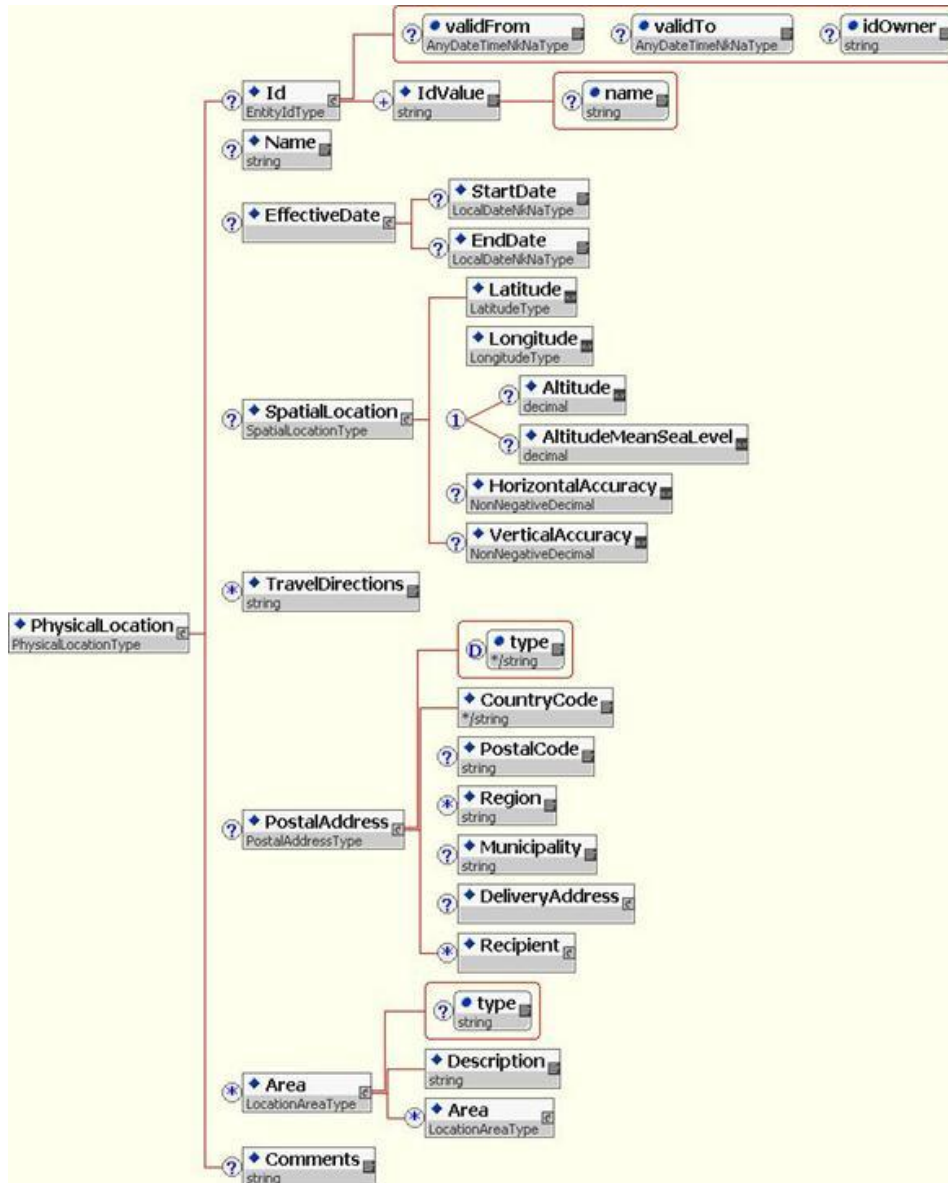 ? validFrom ? validTo ? idOwner
AnyDateTimeNkNaType AnyDateTimeNkNaType string
? Id + IdValue ? name
EntityIdType string string
? Name
string
? StartDate
LocalDateNkNaType
? EffectiveDate
? EndDate
LocalDateNkNaType
Latitude
LatitudeType
Longitude
LongitudeType
? Altitude
decimal
? SpatialLocation
SpatialLocationType
1
? AltitudeMeanSeaLevel
decimal
? HorizontalAccuracy
NonNegativeDecimal
? VerticalAccuracy
NonNegativeDecimal
* TravelDirections
string
PhysicalLocation
PhysicalLocationType
D type
*/string
CountryCode
*/string
? PostalCode
string
* Region
string
? PostalAddress
PostalAddressType
? Municipality
string
? DeliveryAddress
* Recipient
? type
string
Description
string
* Area
LocationAreaType
* Area
LocationAreaType
? Comments
string